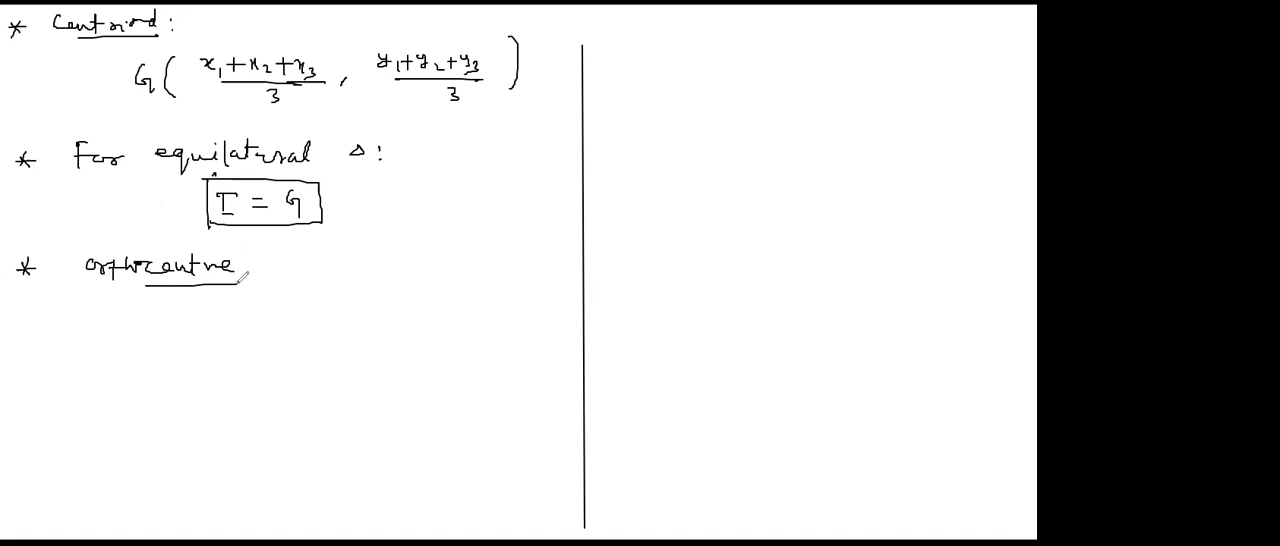 * Centroid :
G ( x₁+x₂+x₃ / 3 , y₁+y₂+y₃ / 3 )
* For equilateral △ :
I = G
* orthocentre